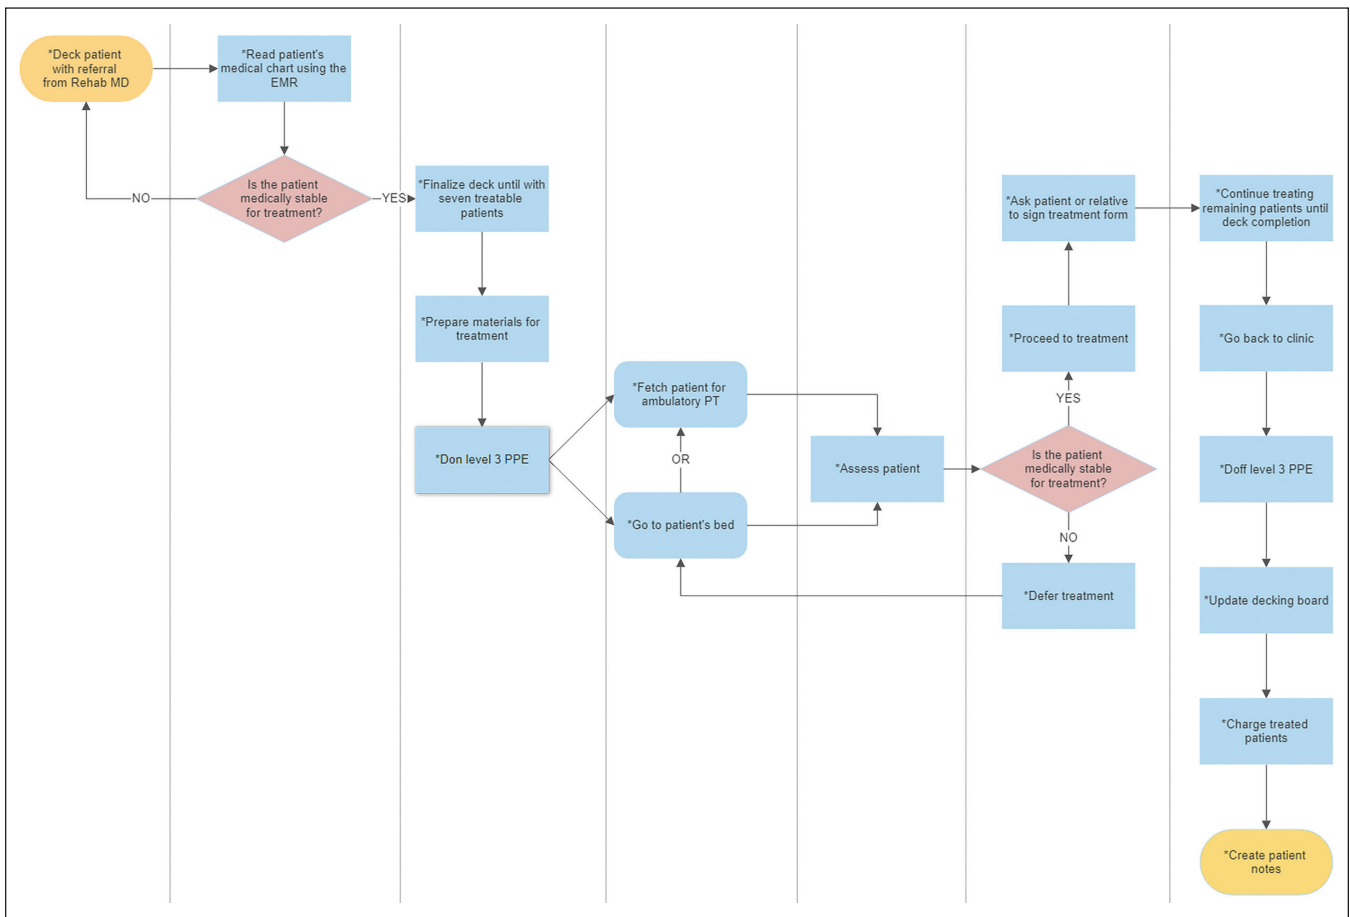 *Deck patient
with referral
from Rehab MD
*Read patient's
medical chart using the
EMR
Is the patient
medically stable
for treatment?
NO
YES
*Finalize deck until with
seven treatable
patients
*Prepare materials for
treatment
*Don level 3 PPE
*Fetch patient for
ambulatory PT
OR
*Go to patient's bed
*Assess patient
*Ask patient or relative
to sign treatment form
*Proceed to treatment
YES
Is the patient
medically stable
for treatment?
NO
*Defer treatment
*Continue treating
remaining patients until
deck completion
*Go back to clinic
*Doff level 3 PPE
*Update decking board
*Charge treated
patients
*Create patient
notes